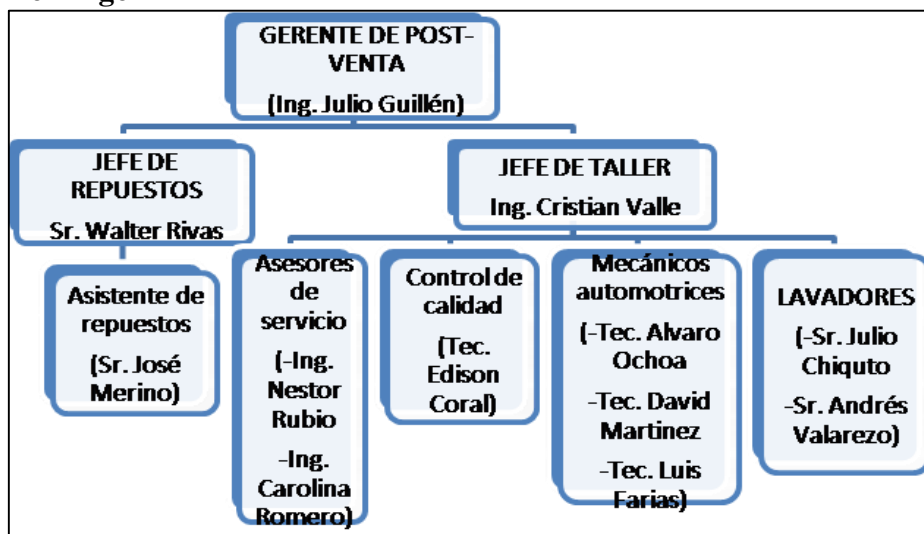 GERENTE DE POST-
VENTA
(Ing. Julio Guillén)
JEFE DE
REPUESTOS
Sr. Walter Rivas
JEFE DE TALLER
Ing. Cristian Valle
Asistente de
repuestos
(Sr. José
Merino)
Asesores
de
servicio
(-Ing.
Nestor
Rubio
-Ing.
Carolina
Romero)
Control de
calidad
(Tec.
Edison
Coral)
Mecánicos
automotrices
(-Tec. Alvaro
Ochoa
-Tec. David
Martinez
-Tec. Luis
Farias)
LAVADORES
(-Sr. Julio
Chiquto
-Sr. Andrés
Valarezo)